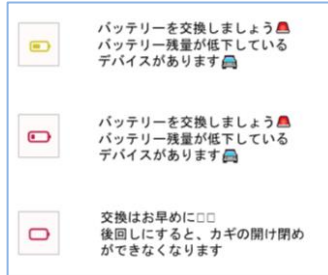 バッテリーを交換しましょう🚨
バッテリー残量が低下している
デバイスがあります🚘
バッテリーを交換しましょう🚨
バッテリー残量が低下している
デバイスがあります🚘
交換はお早めに□□
後回しにすると、カギの開け閉め
ができなくなります